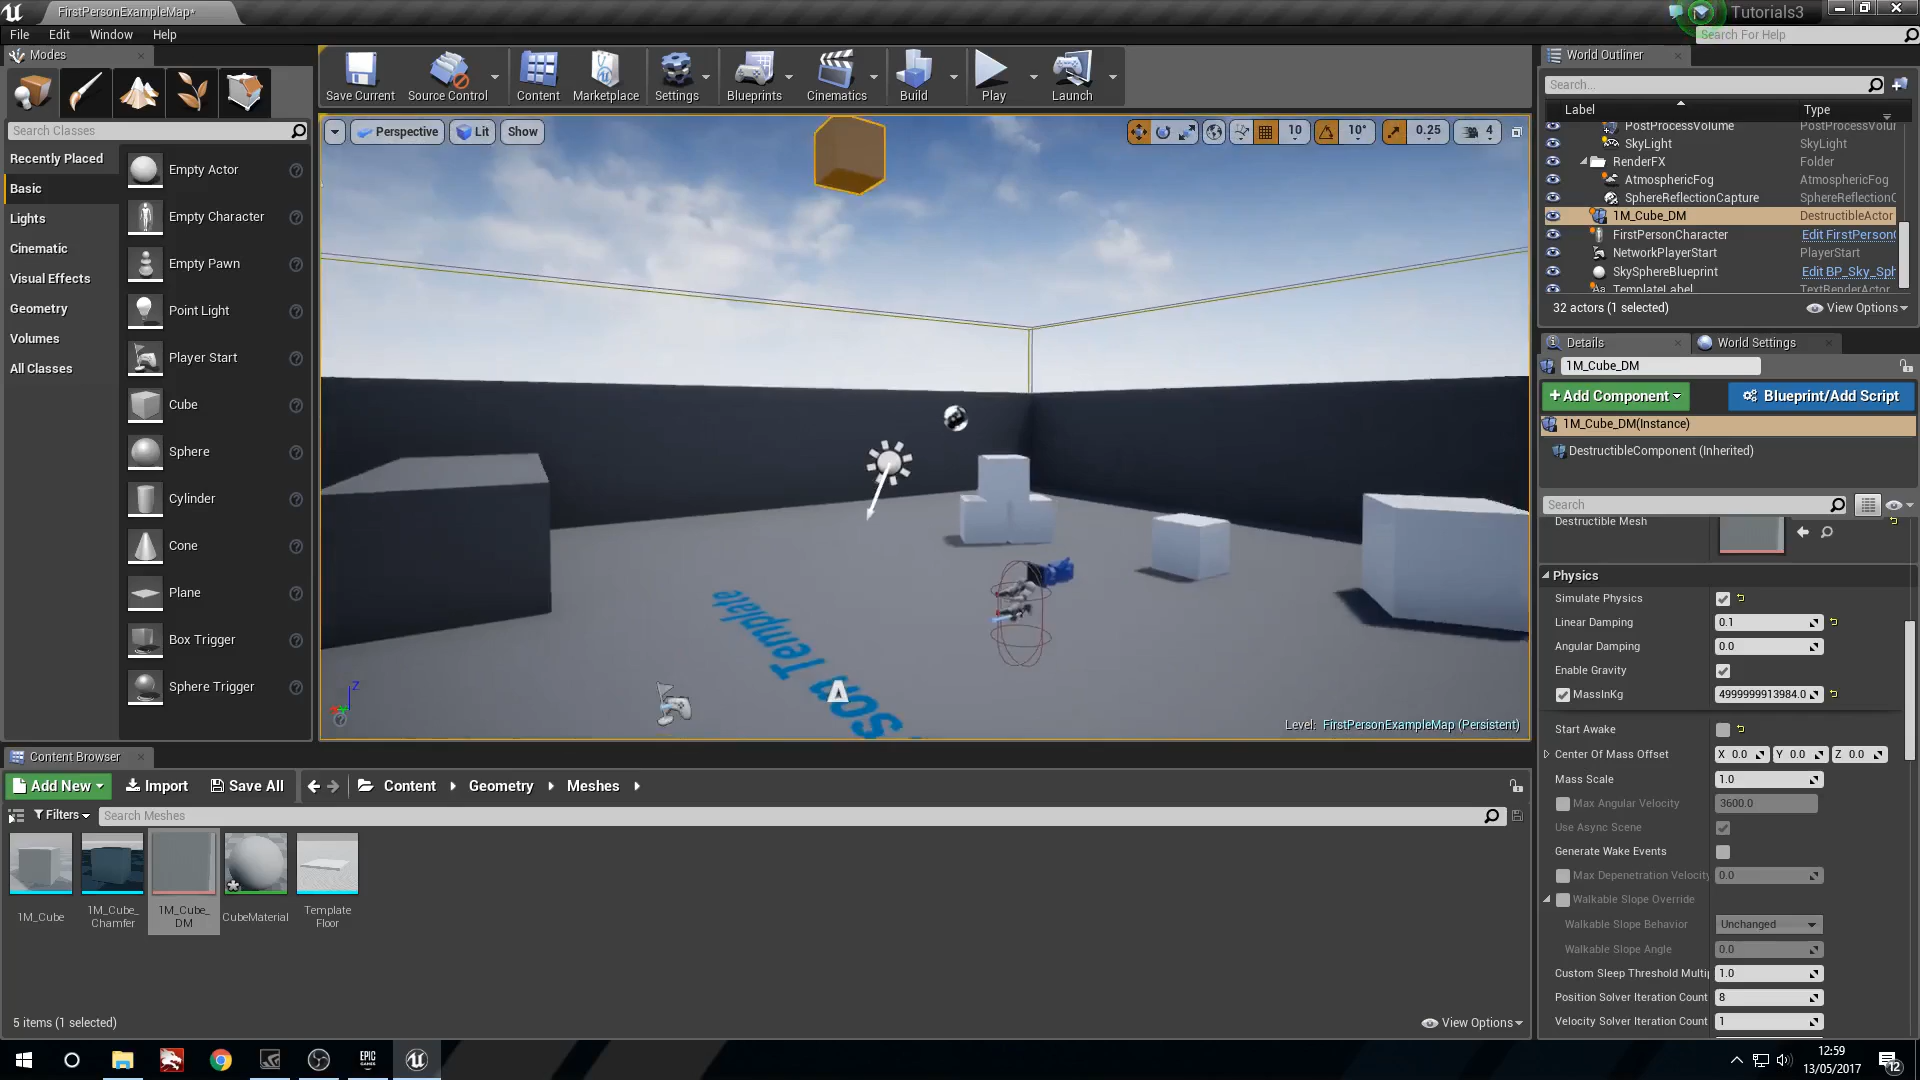 FirstPersonExampleMap*
Tutorials3
File Edit Window Help
Search For Help
Modes
Search Classes
Recently Placed
Basic
Lights
Cinematic
Visual Effects
Geometry
Volumes
All Classes
Empty Actor
Empty Character
Empty Pawn
Point Light
Player Start
Cube
Sphere
Cylinder
Cone
Plane
Box Trigger
Sphere Trigger
Save Current
Source Control
Content
Marketplace
Settings
Blueprints
Cinematics
Build
Play
Launch
Perspective
Lit
Show
10
10°
0.25
4
son Template
Z
Level: FirstPersonExampleMap (Persistent)
World Outliner
Search...
Label Type
PostProcessVolume PostProcessVolur
SkyLight SkyLight
RenderFX Folder
AtmosphericFog AtmosphericFog
SphereReflectionCapture SphereReflectionC
1M_Cube_DM DestructibleActor
FirstPersonCharacter Edit FirstPersonC
NetworkPlayerStart PlayerStart
SkySphereBlueprint Edit BP_Sky_Sph
TemplateLabel TextRenderActor
32 actors (1 selected)
View Options
Details
World Settings
1M_Cube_DM
+Add Component
Blueprint/Add Script
1M_Cube_DM(Instance)
DestructibleComponent (Inherited)
Search
Destructible Mesh
Physics
Simulate Physics
Linear Damping 0.1
Angular Damping 0.0
Enable Gravity
MassInKg 4999999913984.0
Start Awake
Center Of Mass Offset X 0.0 Y 0.0 Z 0.0
Mass Scale 1.0
Max Angular Velocity 3600.0
Use Async Scene
Generate Wake Events
Max Depenetration Velocity 0.0
Walkable Slope Override
Walkable Slope Behavior Unchanged
Walkable Slope Angle 0.0
Custom Sleep Threshold Multip 1.0
Position Solver Iteration Count 8
Velocity Solver Iteration Count 1
Content Browser
Add New
Import
Save All
Content
Geometry
Meshes
Filters
Search Meshes
1M_Cube
1M_Cube_
Chamfer
1M_Cube_
DM
CubeMaterial
Template
Floor
5 items (1 selected)
View Options
EPIC
GAMES
12:59
13/05/2017
12